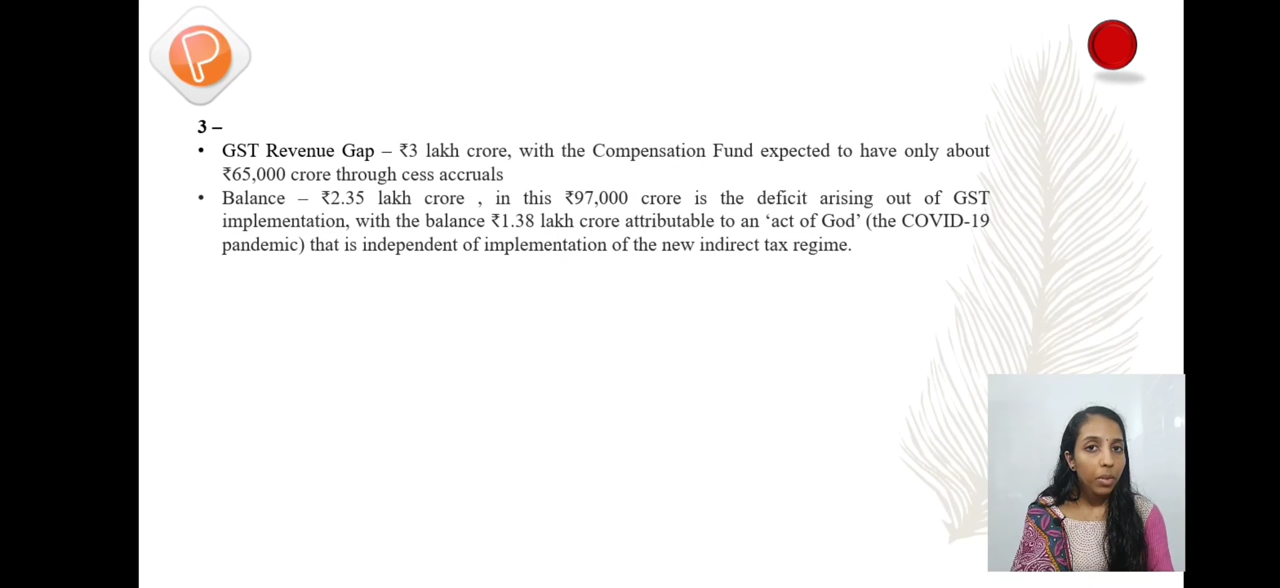 3 –
• GST Revenue Gap – ₹3 lakh crore, with the Compensation Fund expected to have only about
₹65,000 crore through cess accruals
• Balance – ₹2.35 lakh crore , in this ₹97,000 crore is the deficit arising out of GST
implementation, with the balance ₹1.38 lakh crore attributable to an ‘act of God’ (the COVID-19
pandemic) that is independent of implementation of the new indirect tax regime.